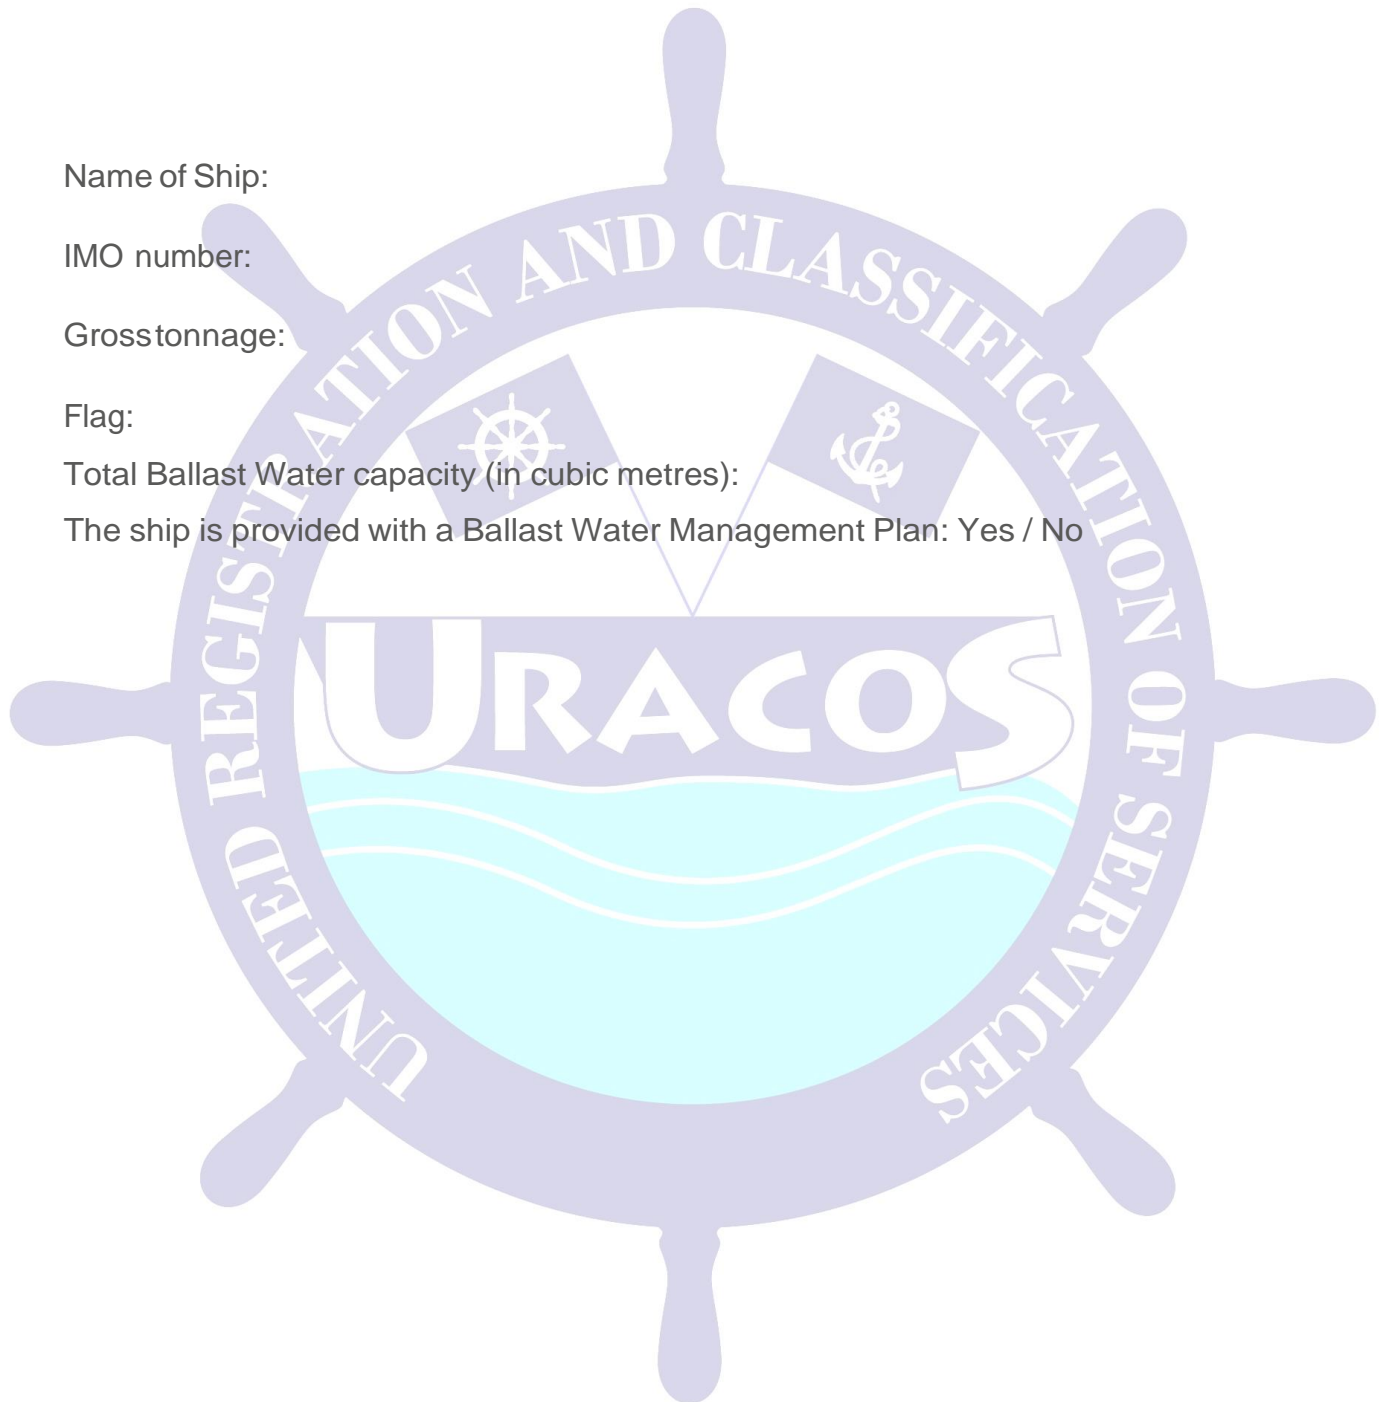 Name of Ship:
IMO number:
Gross tonnage:
Flag:
Total Ballast Water capacity (in cubic metres):
The ship is provided with a Ballast Water Management Plan: Yes / No
UNITED REGISTRATION AND CLASSIFICATION OF SERVICES
URACOS